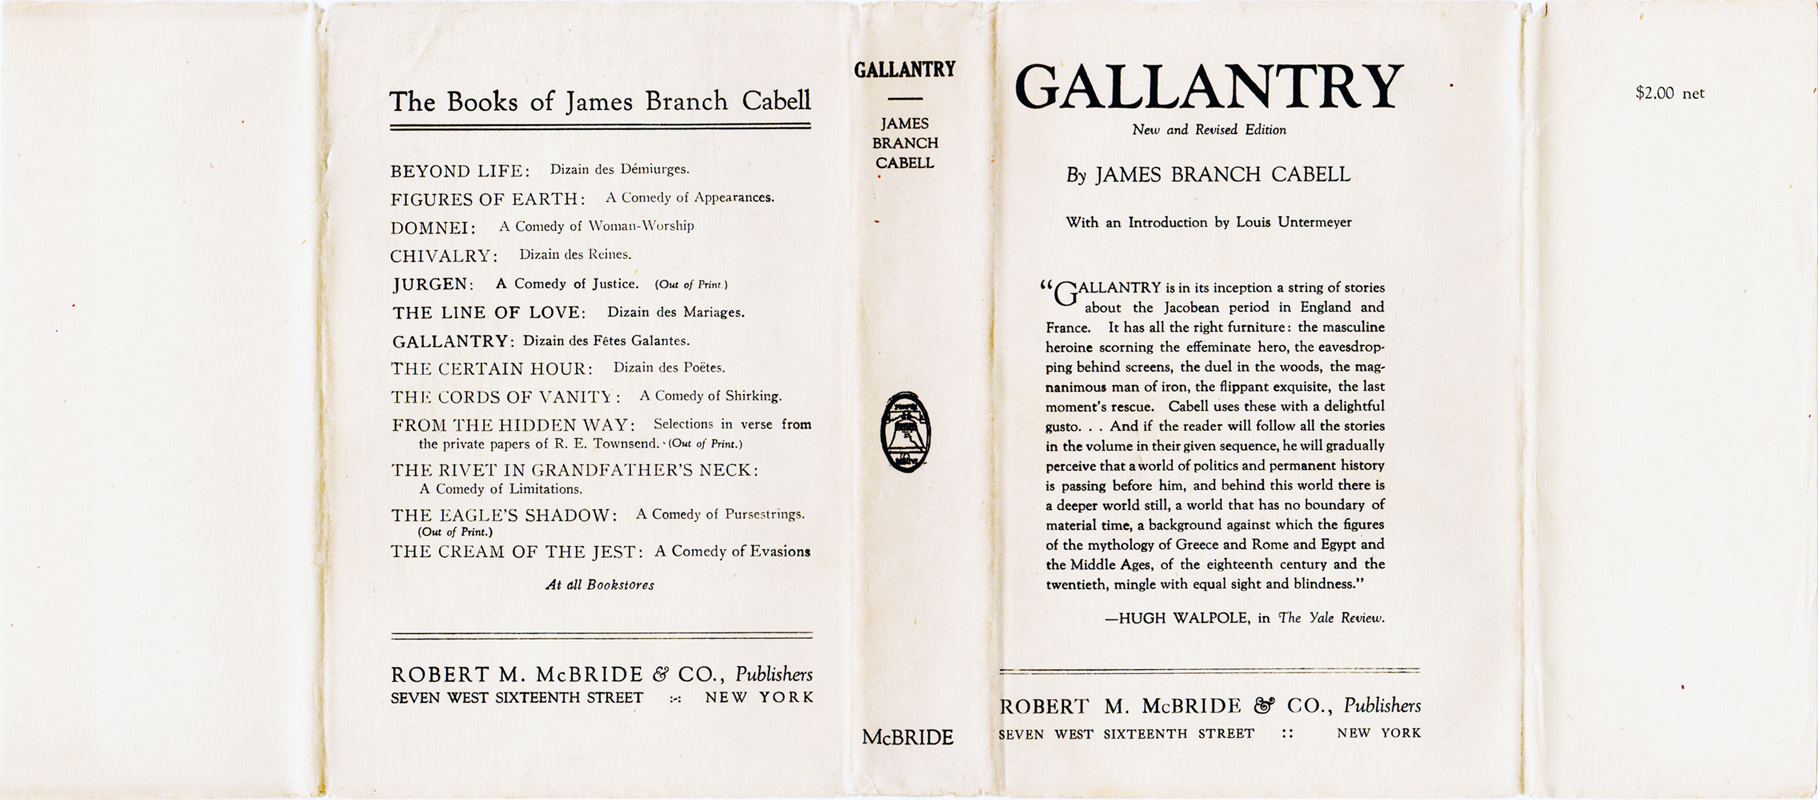 The Books of James Branch Cabell
BEYOND LIFE: Dizain des Démiurges.
FIGURES OF EARTH: A Comedy of Appearances.
DOMNEI: A Comedy of Woman-Worship
CHIVALRY: Dizain des Reines.
JURGEN: A Comedy of Justice. (Out of Print)
THE LINE OF LOVE: Dizain des Mariages.
GALLANTRY: Dizain des Fêtes Galantes.
THE CERTAIN HOUR: Dizain des Poëtes.
THE CORDS OF VANITY: A Comedy of Shirking.
FROM THE HIDDEN WAY: Selections in verse from
the private papers of R. E. Townsend. (Out of Print.)
THE RIVET IN GRANDFATHER'S NECK:
A Comedy of Limitations.
THE EAGLE'S SHADOW: A Comedy of Pursestrings.
(Out of Print.)
THE CREAM OF THE JEST: A Comedy of Evasions
At all Bookstores
ROBERT M. McBRIDE & CO., Publishers
SEVEN WEST SIXTEENTH STREET :-: NEW YORK
GALLANTRY
JAMES
BRANCH
CABELL
McBRIDE
GALLANTRY
New and Revised Edition
By JAMES BRANCH CABELL
With an Introduction by Louis Untermeyer
“GALLANTRY is in its inception a string of stories
about the Jacobean period in England and
France. It has all the right furniture: the masculine
heroine scorning the effeminate hero, the eavesdrop-
ping behind screens, the duel in the woods, the mag-
nanimous man of iron, the flippant exquisite, the last
moment's rescue. Cabell uses these with a delightful
gusto. . . And if the reader will follow all the stories
in the volume in their given sequence, he will gradually
perceive that a world of politics and permanent history
is passing before him, and behind this world there is
a deeper world still, a world that has no boundary of
material time, a background against which the figures
of the mythology of Greece and Rome and Egypt and
the Middle Ages, of the eighteenth century and the
twentieth, mingle with equal sight and blindness.”
—HUGH WALPOLE, in The Yale Review.
ROBERT M. McBRIDE & CO., Publishers
SEVEN WEST SIXTEENTH STREET :: NEW YORK
$2.00 net